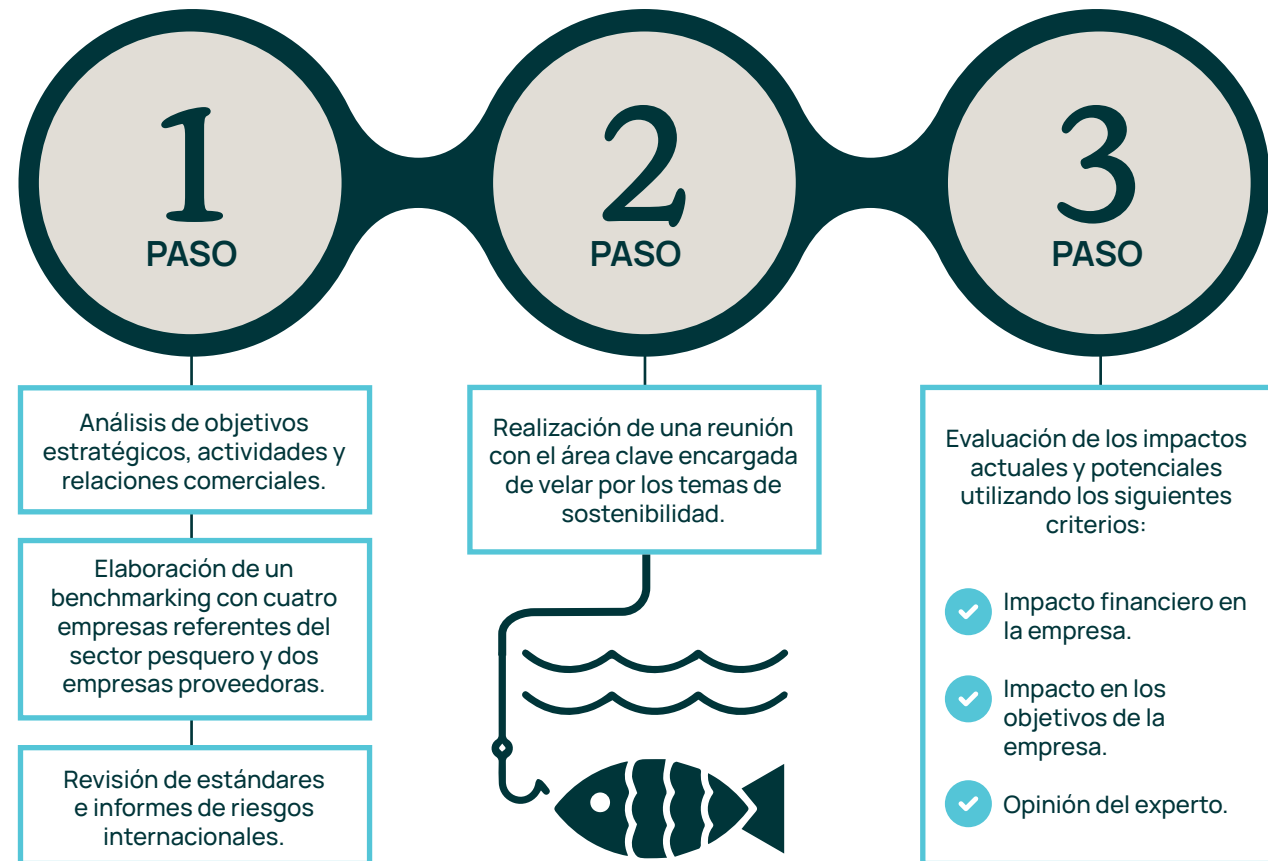 1
PASO
Análisis de objetivos
estratégicos, actividades y
relaciones comerciales.
Elaboración de un
benchmarking con cuatro
empresas referentes del
sector pesquero y dos
empresas proveedoras.
Revisión de estándares
e informes de riesgos
internacionales.
2
PASO
Realización de una reunión
con el área clave encargada
de velar por los temas de
sostenibilidad.
3
PASO
Evaluación de los impactos
actuales y potenciales
utilizando los siguientes
criterios:
Impacto financiero en
la empresa.
Impacto en los
objetivos de la
empresa.
Opinión del experto.